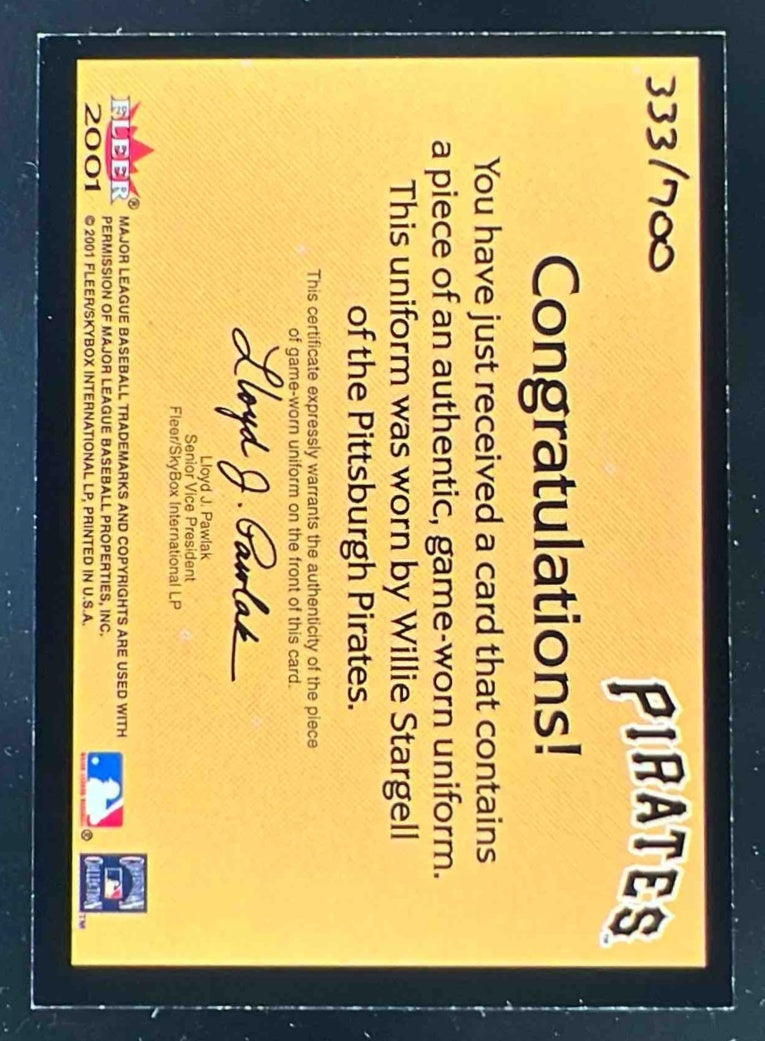 333/700
PIRATES
Congratulations!
You have just received a card that contains
a piece of an authentic, game-worn uniform.
This uniform was worn by Willie Stargell
of the Pittsburgh Pirates.
This certificate expressly warrants the authenticity of the piece
of game-worn uniform on the front of this card.
Lloyd J. Pawlak
Lloyd J. Pawlak
Senior Vice President
Fleer/SkyBox International LP
FLEER®
2001
MAJOR LEAGUE BASEBALL TRADEMARKS AND COPYRIGHTS ARE USED WITH
PERMISSION OF MAJOR LEAGUE BASEBALL PROPERTIES, INC.
© 2001 FLEER/SKYBOX INTERNATIONAL LP, PRINTED IN U.S.A.
COOPERSTOWN
COLLECTION